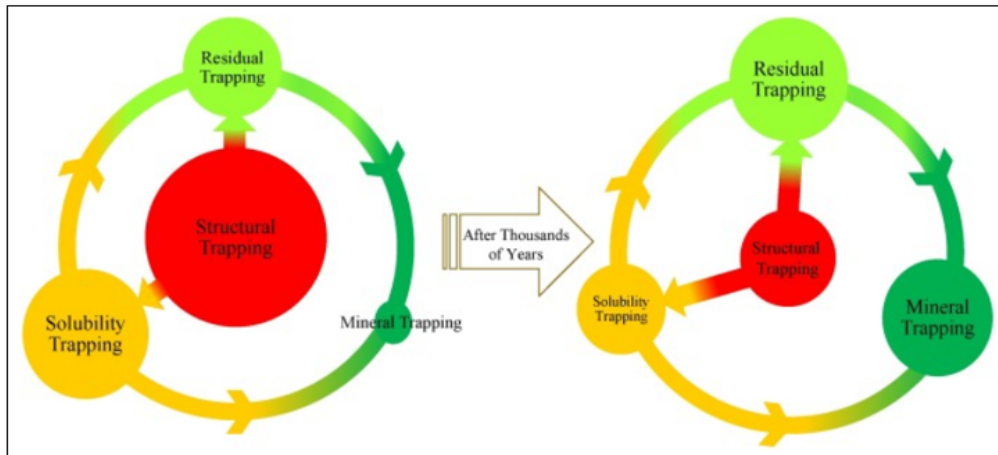 Residual
Trapping
Structural
Trapping
Solubility
Trapping
Mineral Trapping
After Thousands
of Years
Residual
Trapping
Structural
Trapping
Solubility
Trapping
Mineral
Trapping